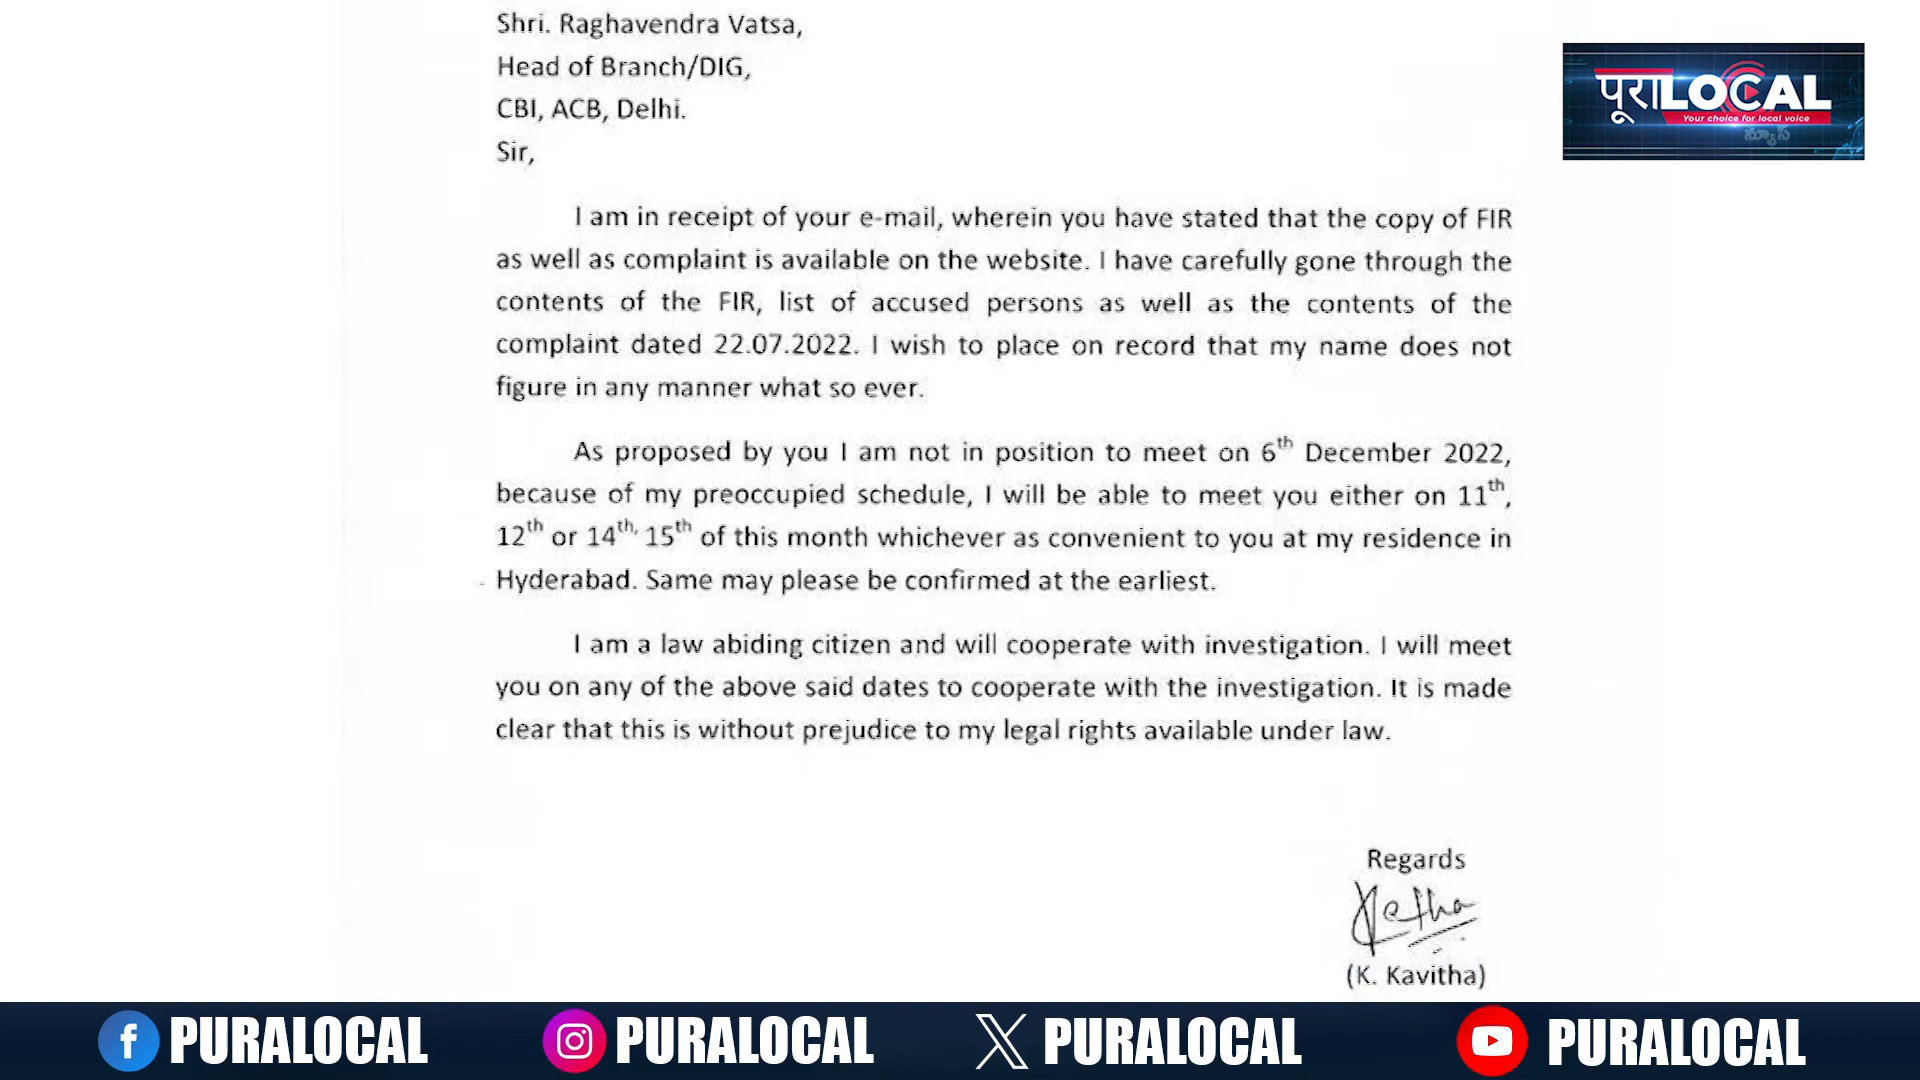 Shri. Raghavendra Vatsa,
Head of Branch/DIG,
CBI, ACB, Delhi.
Sir,
I am in receipt of your e-mail, wherein you have stated that the copy of FIR
as well as complaint is available on the website. I have carefully gone through the
contents of the FIR, list of accused persons as well as the contents of the
complaint dated 22.07.2022. I wish to place on record that my name does not
figure in any manner what so ever.
As proposed by you I am not in position to meet on 6th December 2022,
because of my preoccupied schedule, I will be able to meet you either on 11th,
12th or 14th, 15th of this month whichever as convenient to you at my residence in
Hyderabad. Same may please be confirmed at the earliest.
I am a law abiding citizen and will cooperate with investigation. I will meet
you on any of the above said dates to cooperate with the investigation. It is made
clear that this is without prejudice to my legal rights available under law.
Regards
(K. Kavitha)
पूरा LOCAL
Your choice for local voice
న్యూస్
PURALOCAL
PURALOCAL
PURALOCAL
PURALOCAL